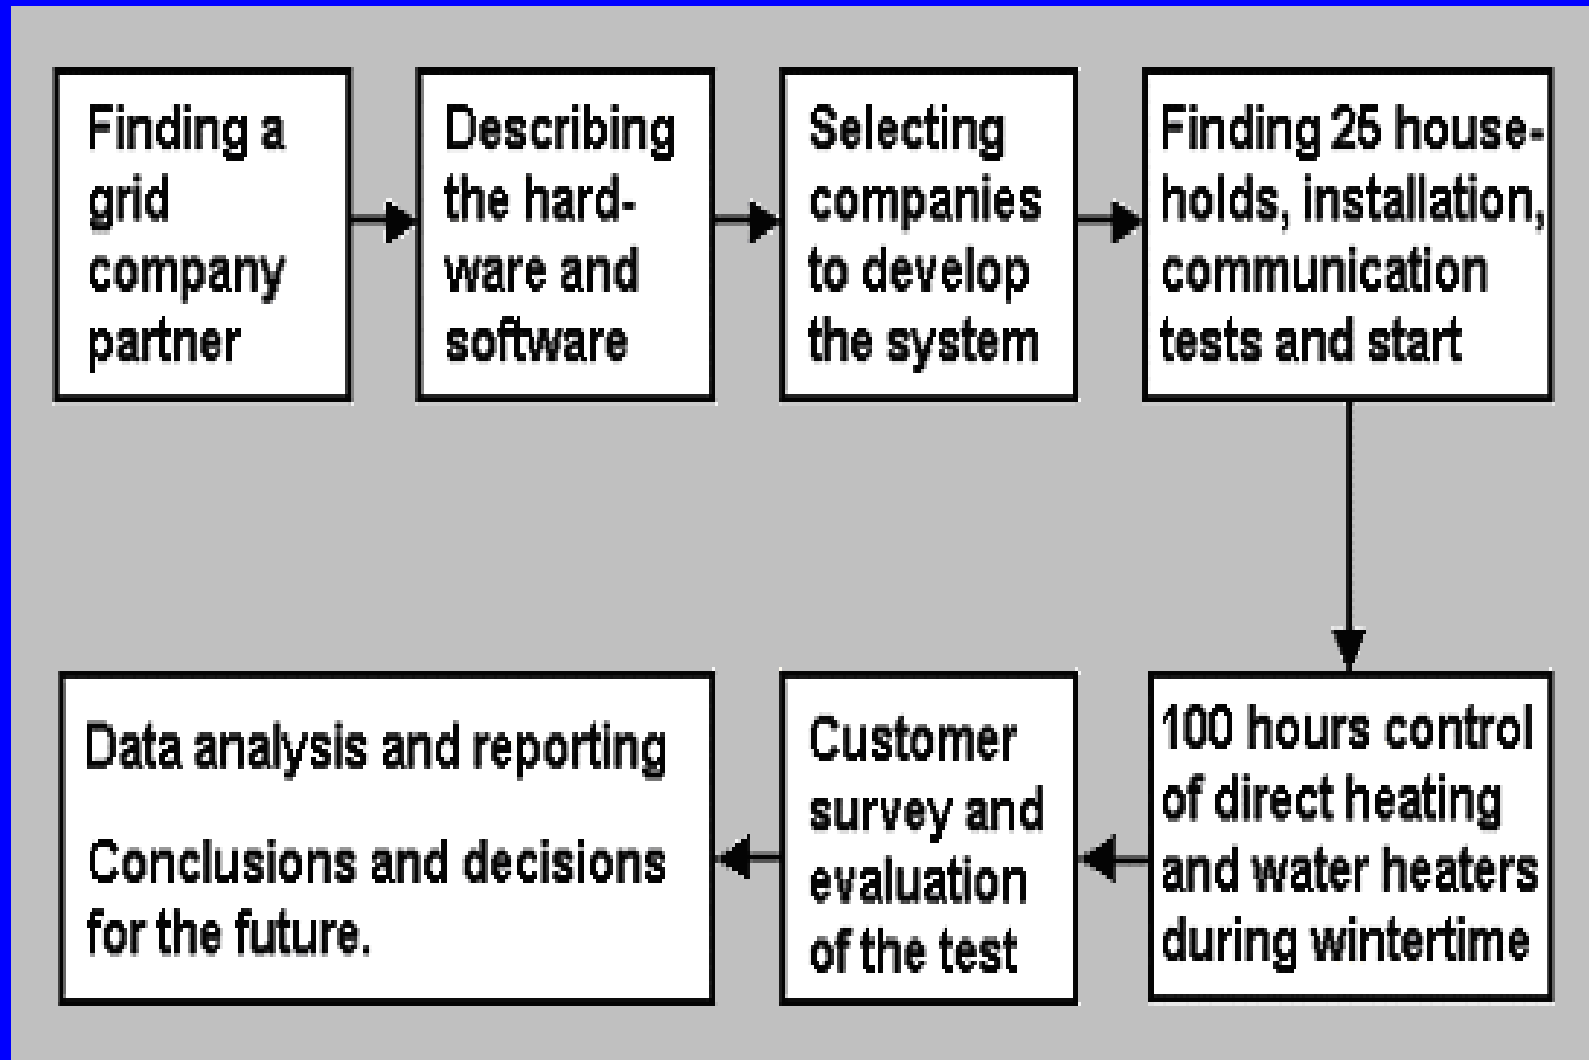 Finding a
grid
company
partner
Describing
the hard-
ware and
software
Selecting
companies
to develop
the system
Finding 25 house-
holds, installation,
communication
tests and start
100 hours control
of direct heating
and water heaters
during wintertime
Customer
survey and
evaluation
of the test
Data analysis and reporting
Conclusions and decisions
for the future.